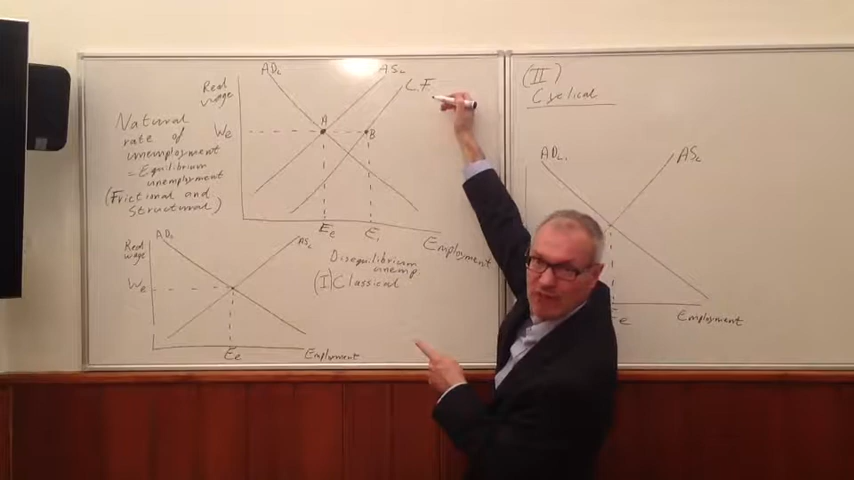 Natural
rate of
unemployment
= Equilibrium
unemployment
(Frictional and
Structural)
Real
wage
ADL
ASL
LF
We
A
B
Ee
E1
Employment
Real
wage
ADL
ASL
We
Ee
Employment
Disequilibrium
unemp.
(I) Classical
(II)
Cyclical
ADL
ASL
Employment